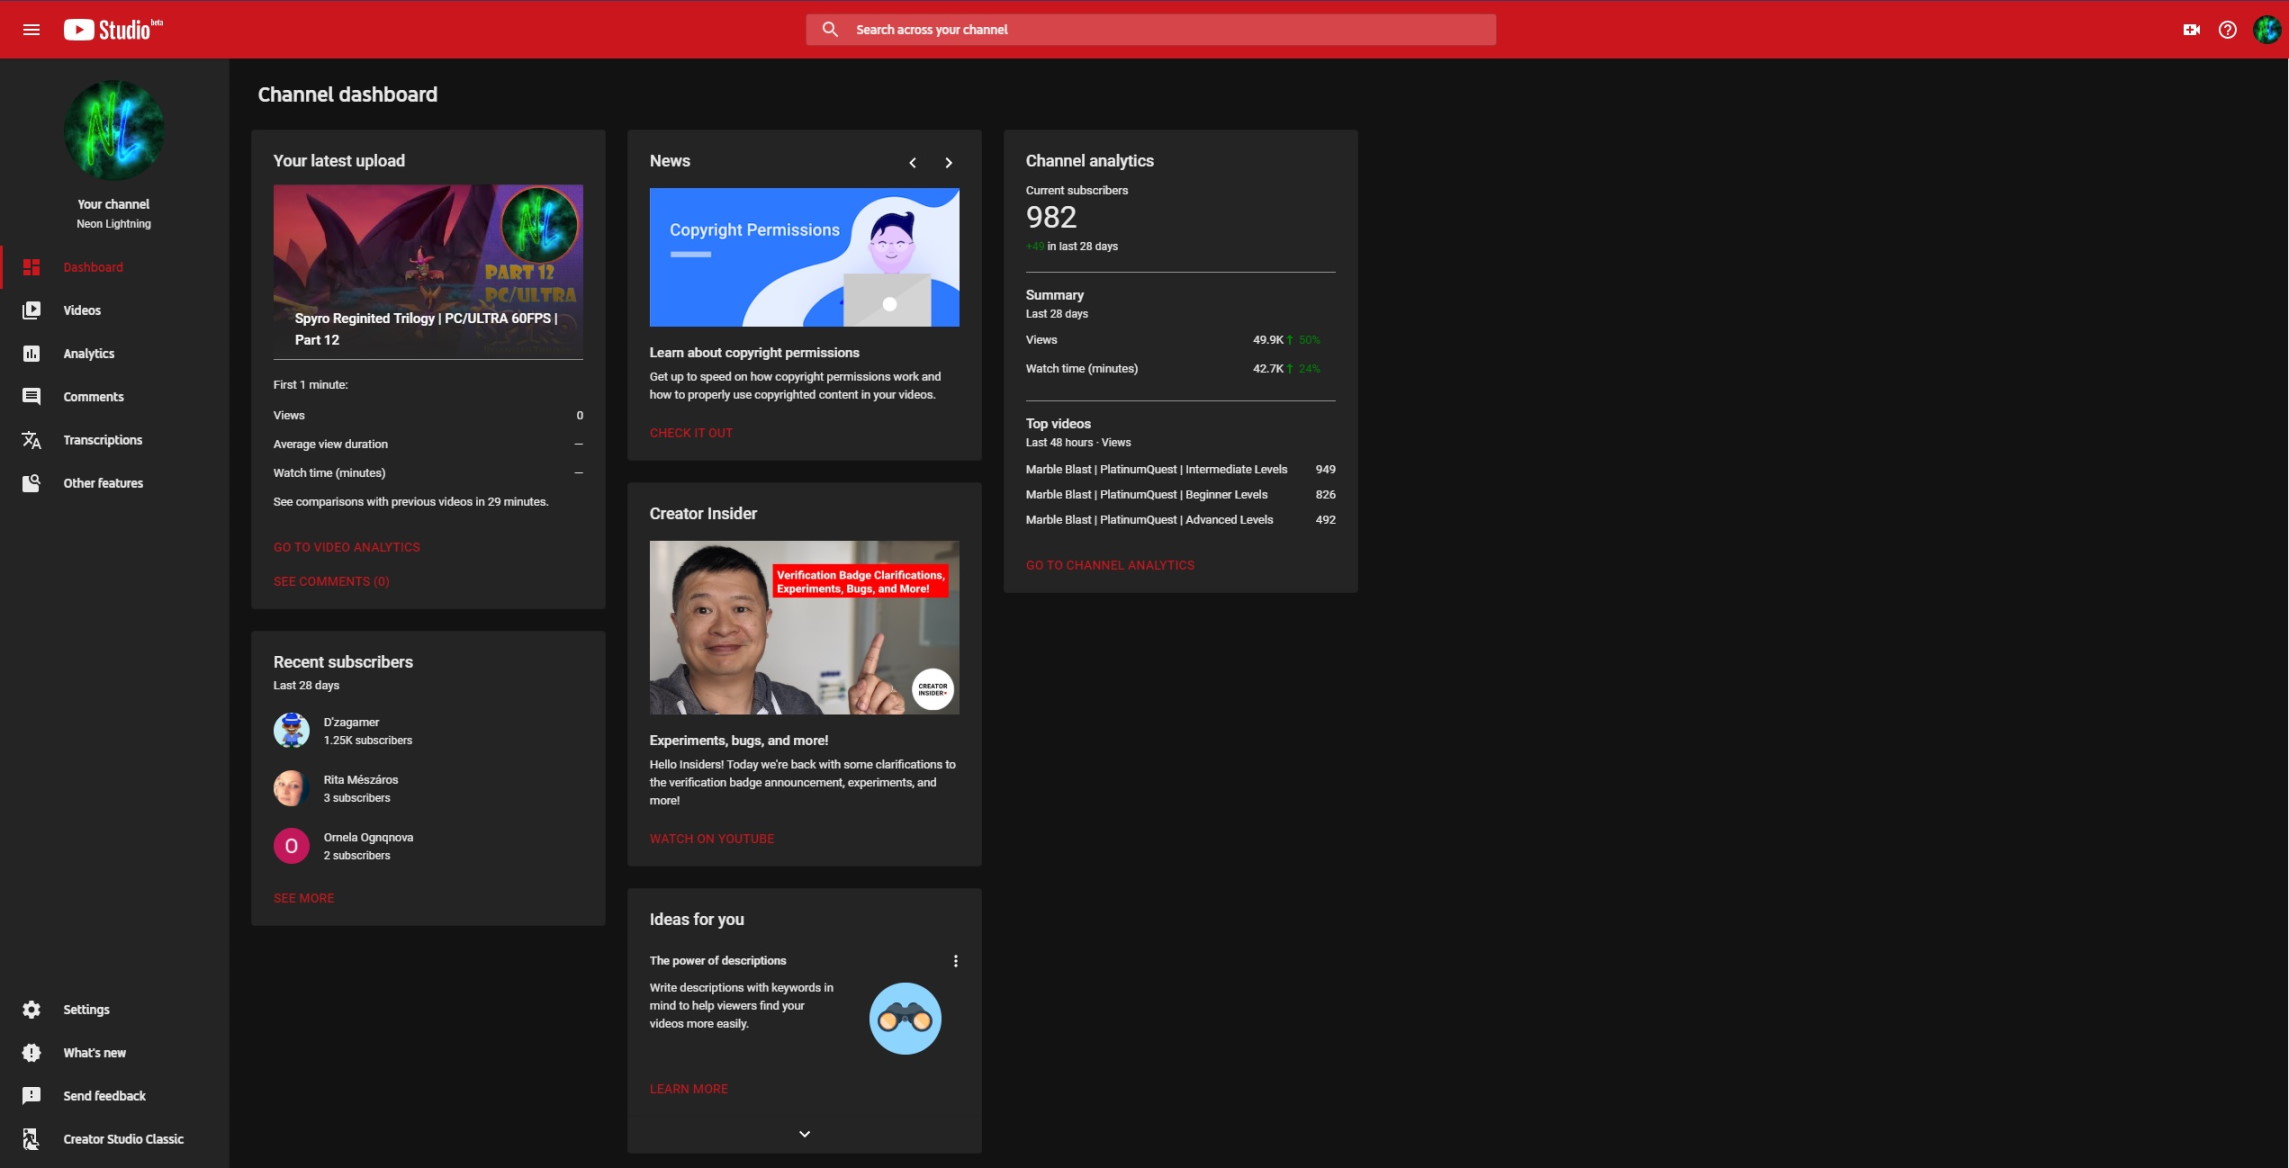 Studio beta
Search across your channel
Your channel
Neon Lightning
Dashboard
Videos
Analytics
Comments
Transcriptions
Other features
Settings
What's new
Send feedback
Creator Studio Classic
Channel dashboard
Your latest upload
NL
PART 12
PC/ULTRA
Spyro Reginited Trilogy | PC/ULTRA 60FPS |
Part 12
First 1 minute:
Views 0
Average view duration —
Watch time (minutes) —
See comparisons with previous videos in 29 minutes.
GO TO VIDEO ANALYTICS
SEE COMMENTS (0)
Recent subscribers
Last 28 days
D'zagamer
1.25K subscribers
Rita Mészáros
3 subscribers
O
Ornela Ognqnova
2 subscribers
SEE MORE
News
Copyright Permissions
Learn about copyright permissions
Get up to speed on how copyright permissions work and
how to properly use copyrighted content in your videos.
CHECK IT OUT
Creator Insider
Verification Badge Clarifications,
Experiments, Bugs, and More!
CREATOR
INSIDER+
Experiments, bugs, and more!
Hello Insiders! Today we're back with some clarifications to
the verification badge announcement, experiments, and
more!
WATCH ON YOUTUBE
Ideas for you
The power of descriptions
Write descriptions with keywords in
mind to help viewers find your
videos more easily.
LEARN MORE
Channel analytics
Current subscribers
982
+49 in last 28 days
Summary
Last 28 days
Views 49.9K ↑ 50%
Watch time (minutes) 42.7K ↑ 24%
Top videos
Last 48 hours · Views
Marble Blast | PlatinumQuest | Intermediate Levels 949
Marble Blast | PlatinumQuest | Beginner Levels 826
Marble Blast | PlatinumQuest | Advanced Levels 492
GO TO CHANNEL ANALYTICS